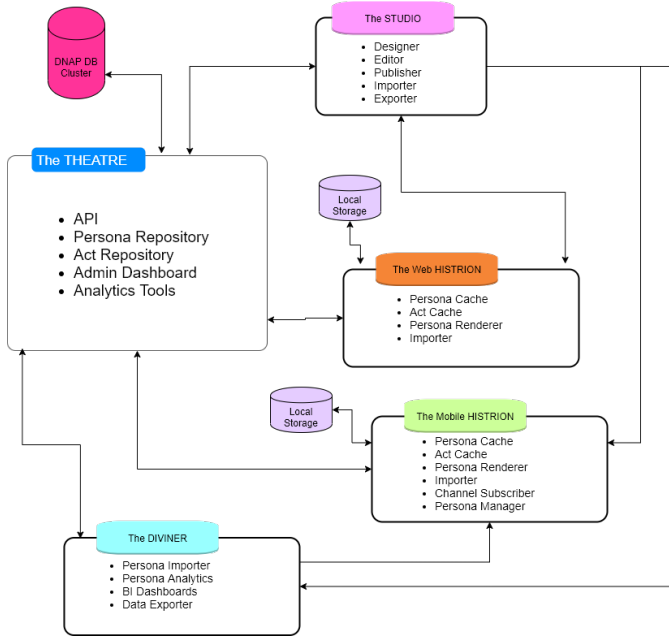 The STUDIO
Designer
Editor
Publisher
Importer
Exporter
DNAP DB
Cluster
The THEATRE
API
Persona Repository
Act Repository
Admin Dashboard
Analytics Tools
Local
Storage
The Web HISTRION
Persona Cache
Act Cache
Persona Renderer
Importer
Local
Storage
The Mobile HISTRION
Persona Cache
Act Cache
Persona Renderer
Importer
Channel Subscriber
Persona Manager
The DIVINER
Persona Importer
Persona Analytics
BI Dashboards
Data Exporter